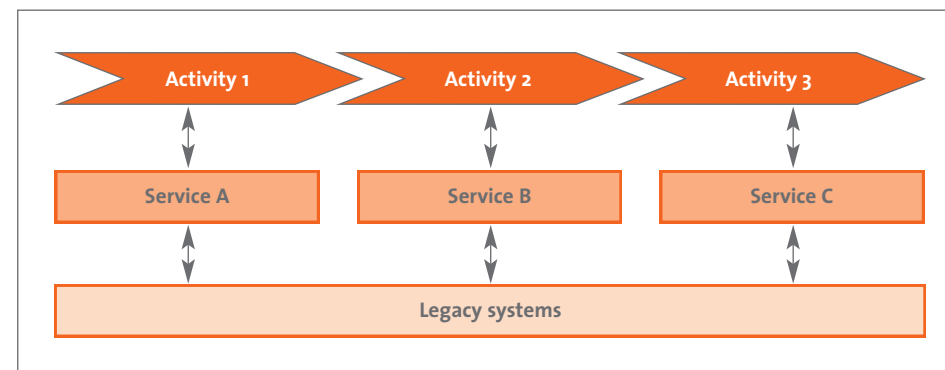 Activity 1
Activity 2
Activity 3
Service A
Service B
Service C
Legacy systems